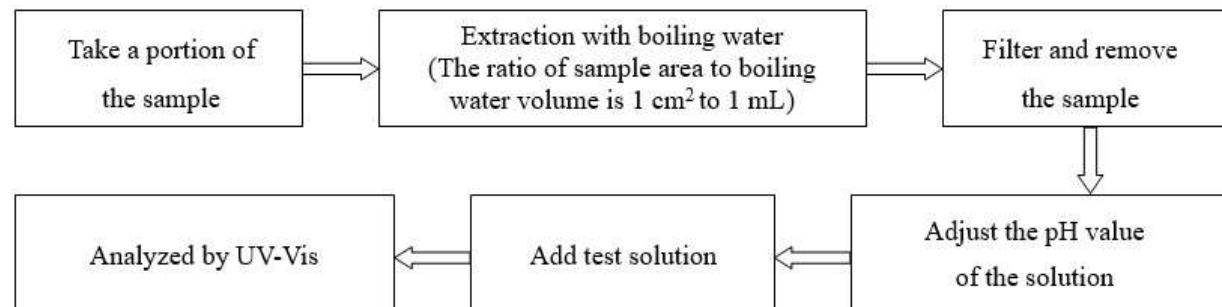 Take a portion of
the sample
Extraction with boiling water
(The ratio of sample area to boiling
water volume is 1 cm² to 1 mL)
Filter and remove
the sample
Adjust the pH value
of the solution
Add test solution
Analyzed by UV-Vis